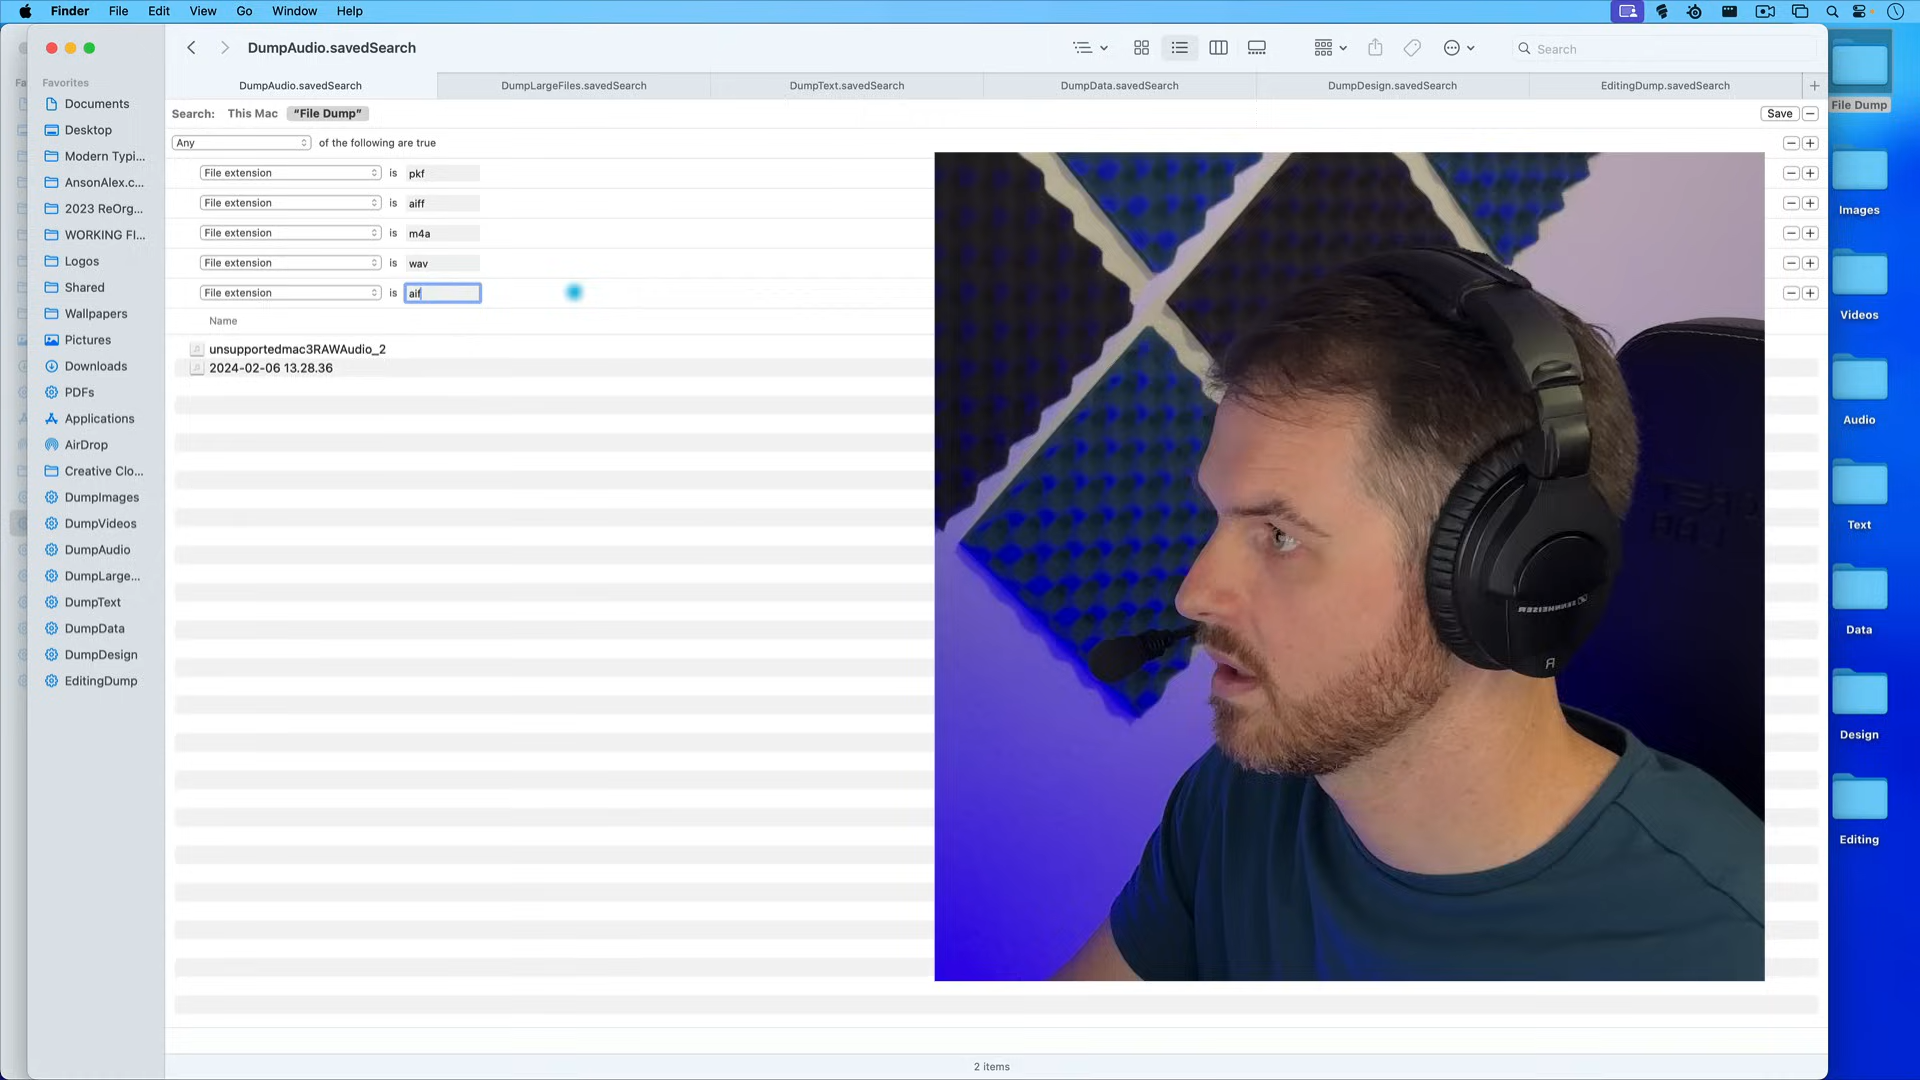 Finder File Edit View Go Window Help
DumpAudio.savedSearch
Search
DumpAudio.savedSearch DumpLargeFiles.savedSearch DumpText.savedSearch DumpData.savedSearch DumpDesign.savedSearch EditingDump.savedSearch
Search: This Mac “File Dump” Save
Any of the following are true
File extension is pkf
File extension is aiff
File extension is m4a
File extension is wav
File extension is aif
Name
unsupportedmac3RAWAudio_2
2024-02-06 13.28.36
2 items
Fa
Favorites
Documents
Desktop
Modern Typi...
AnsonAlex.c...
2023 ReOrg...
WORKING FI...
Logos
Shared
Wallpapers
Pictures
Downloads
PDFs
Applications
AirDrop
Creative Clo...
DumpImages
DumpVideos
DumpAudio
DumpLarge...
DumpText
DumpData
DumpDesign
EditingDump
File Dump
Images
Videos
Audio
Text
Data
Design
Editing